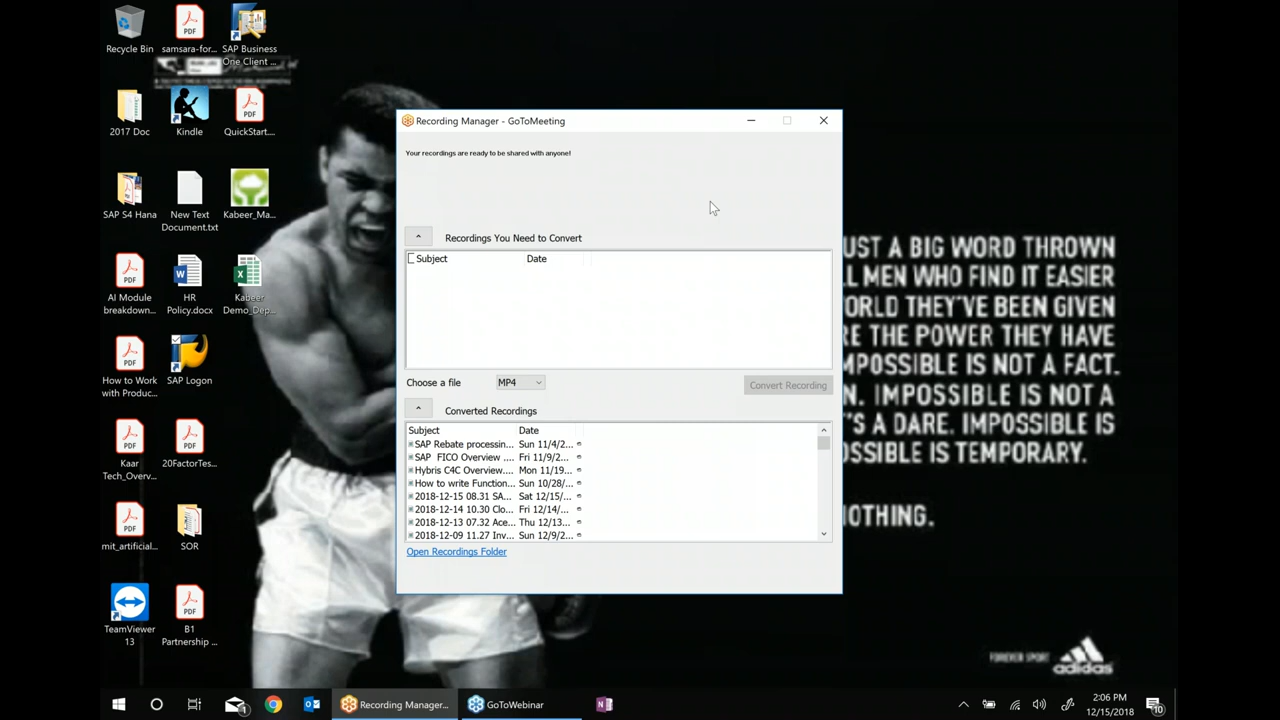 Recycle Bin
samsara-for...
SAP Business
One Client ...
2017 Doc
Kindle
QuickStart....
SAP S4 Hana
New Text
Document.txt
Kabeer_Ma...
AI Module
breakdown...
HR
Policy.docx
Kabeer
Demo_Dep...
How to Work
with Produc...
SAP Logon
Kaar
Tech_Overv...
20FactorTes...
mit_artificial...
SOR
TeamViewer
13
B1
Partnership ...
Recording Manager - GoToMeeting
Your recordings are ready to be shared with anyone!
Recordings You Need to Convert
Subject Date
Choose a file MP4 Convert Recording
Converted Recordings
Subject Date
SAP Rebate processin... Sun 11/4/2...
SAP FICO Overview .... Fri 11/9/2...
Hybris C4C Overview.... Mon 11/19...
How to write Function... Sun 10/28/...
2018-12-15 08.31 SA... Sat 12/15/...
2018-12-14 10.30 Clo... Fri 12/14/...
2018-12-13 07.32 Ace... Thu 12/13...
2018-12-09 11.27 Inv... Sun 12/9/2...
Open Recordings Folder
UST A BIG WORD THROWN
L MEN WHO FIND IT EASIER
ORLD THEY'VE BEEN GIVEN
RE THE POWER THEY HAVE
MPOSSIBLE IS NOT A FACT.
N. IMPOSSIBLE IS NOT A
'S A DARE. IMPOSSIBLE IS
OSSIBLE IS TEMPORARY.
NOTHING.
FOREVER SPORT
adidas
Recording Manager...
GoToWebinar
2:06 PM
12/15/2018
10